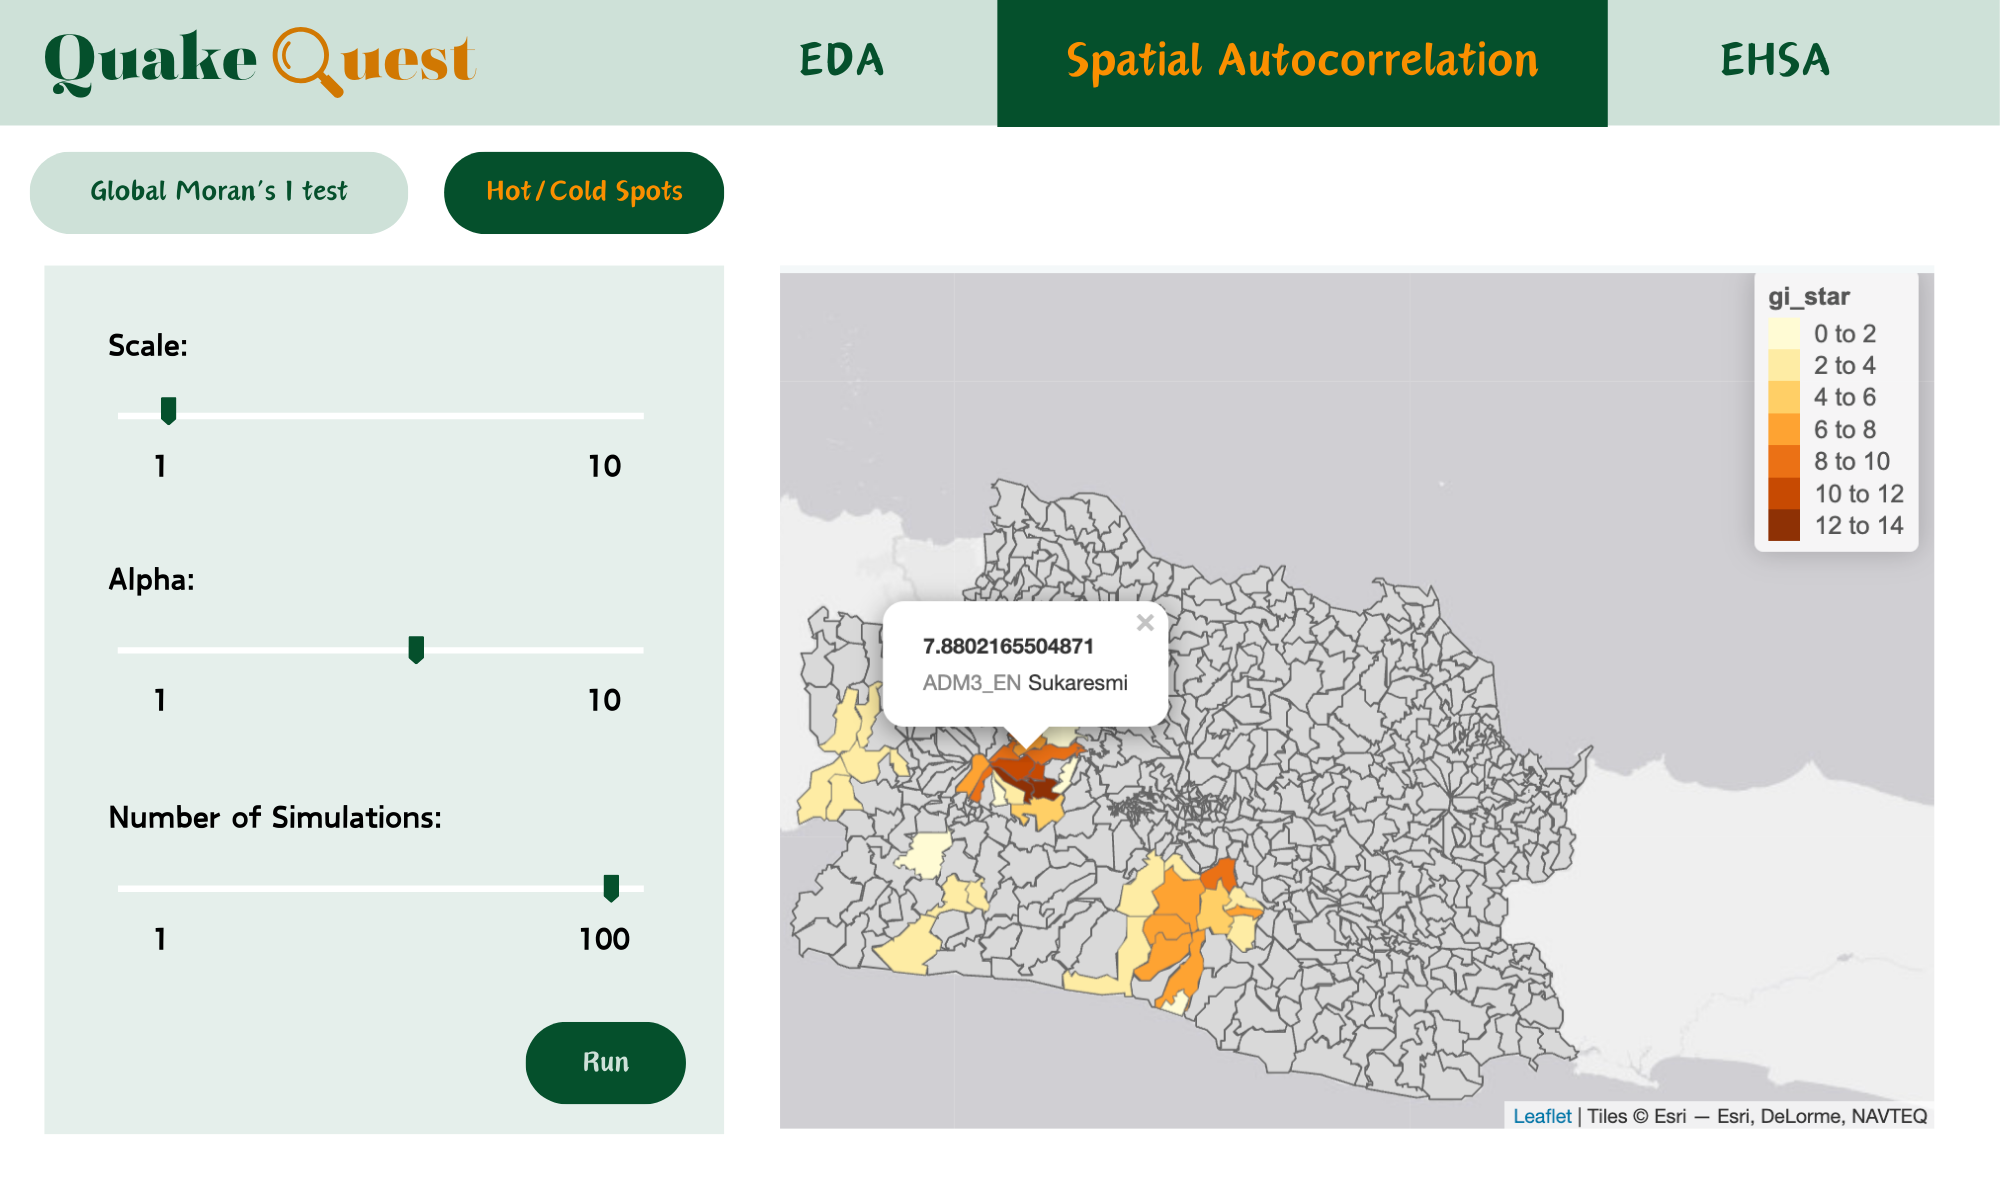 Quake Quest
EDA
Spatial Autocorrelation
EHSA
Global Moran's I test
Hot/Cold Spots
Scale:
1
10
Alpha:
1
10
Number of Simulations:
1
100
Run
gi_star
0 to 2
2 to 4
4 to 6
6 to 8
8 to 10
10 to 12
12 to 14
×
7.8802165504871
ADM3_EN Sukaresmi
Leaflet | Tiles © Esri — Esri, DeLorme, NAVTEQ